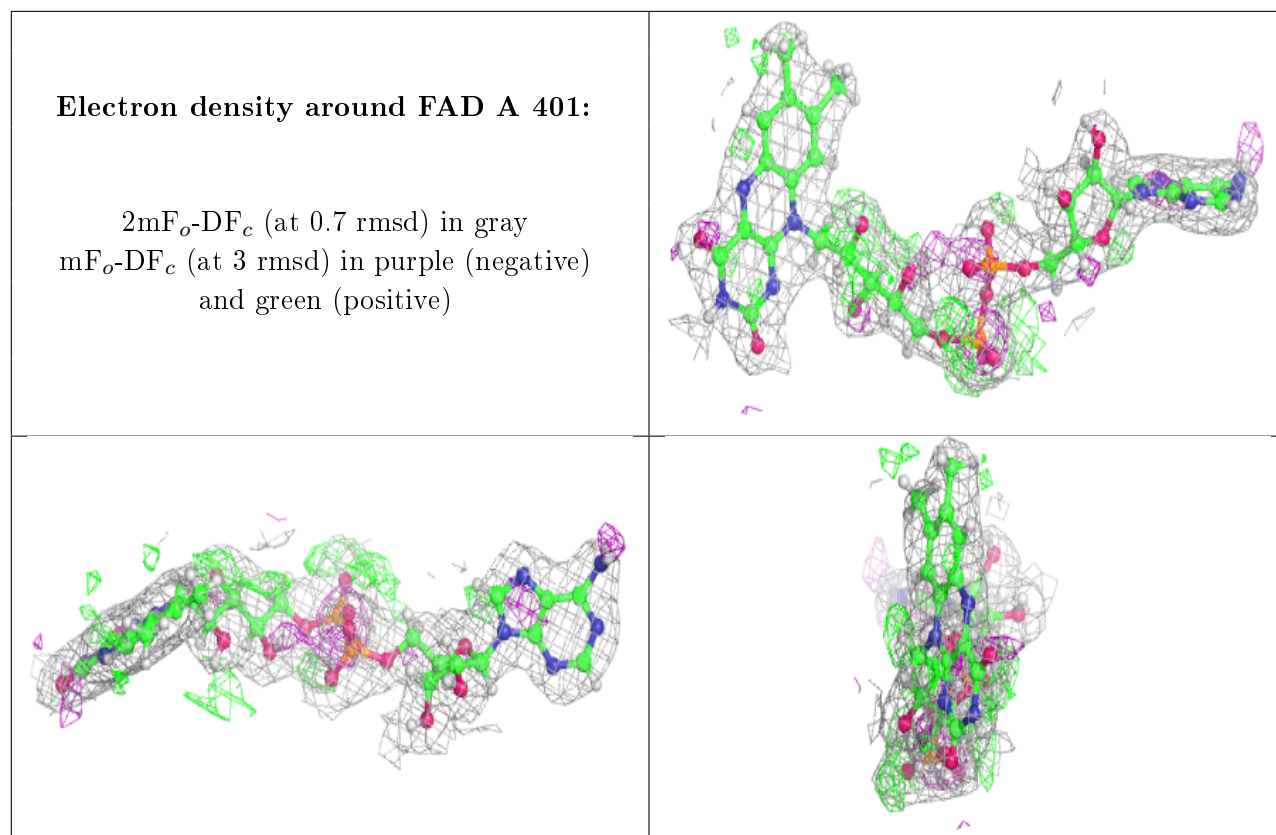 Electron density around FAD A 401:
2mFₒ-DF𝒸 (at 0.7 rmsd) in gray
mFₒ-DF𝒸 (at 3 rmsd) in purple (negative)
and green (positive)